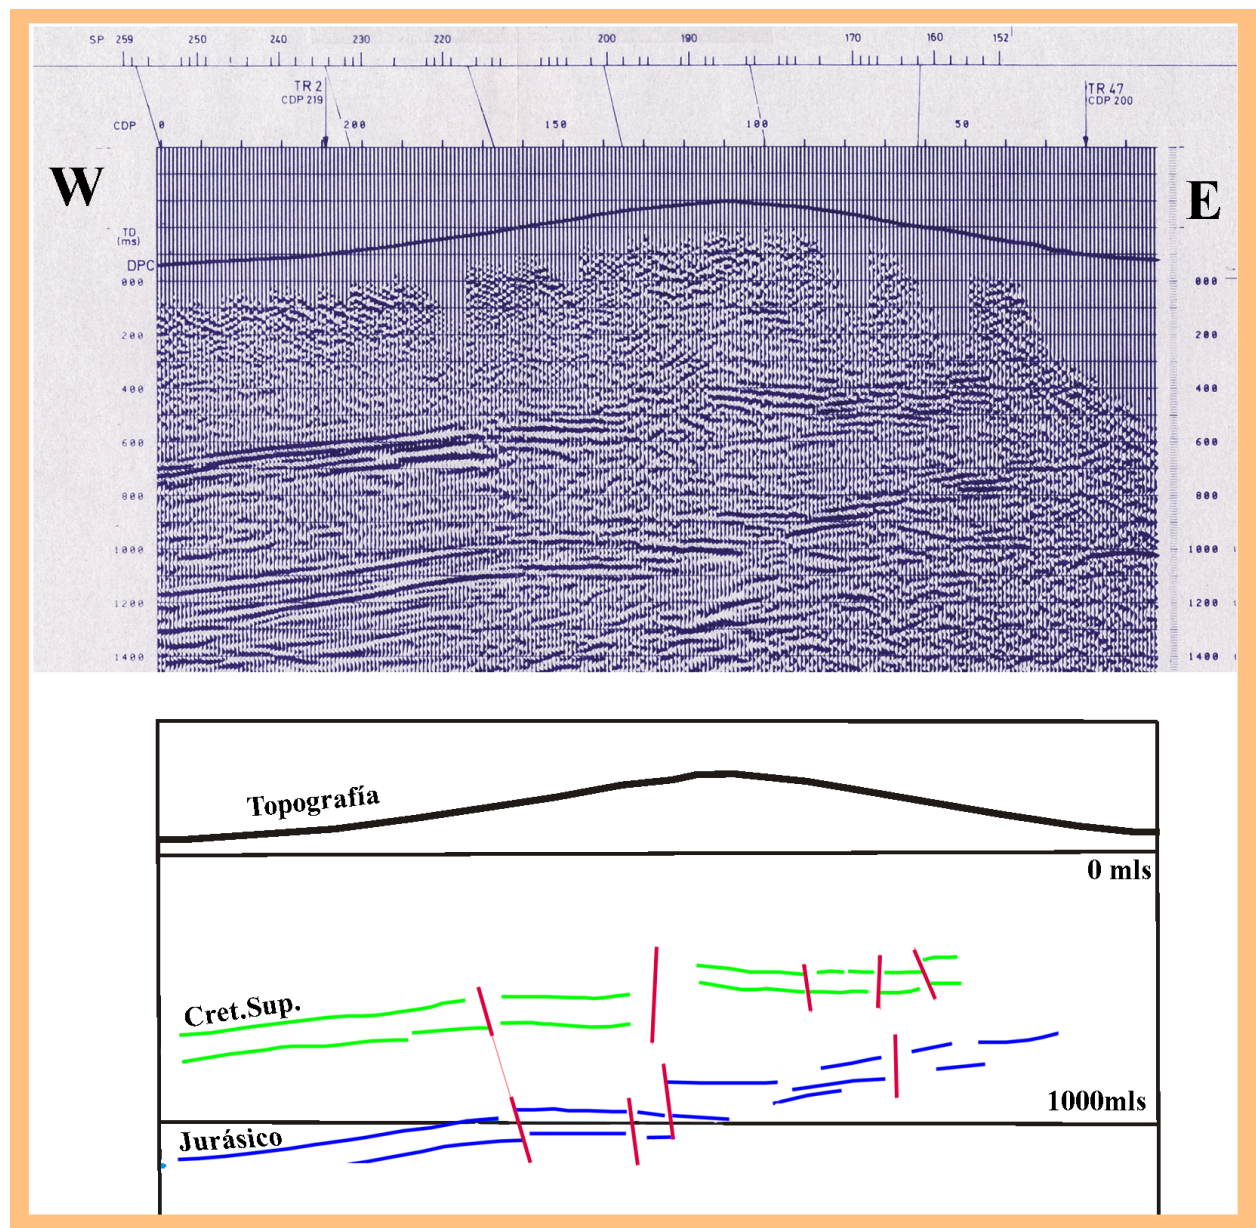 SP 259 250 240 230 220 200 190 170 160 152
TR 2 TR 47
CDP 219 CDP 200
CDP 0 200 150 100 50
W E
TD
(ms)
DPC
000 000
200 200
400 400
600 600
800 800
1000 1000
1200 1200
1400 1400
Topografía
0 mls
Cret.Sup.
1000mls
Jurásico